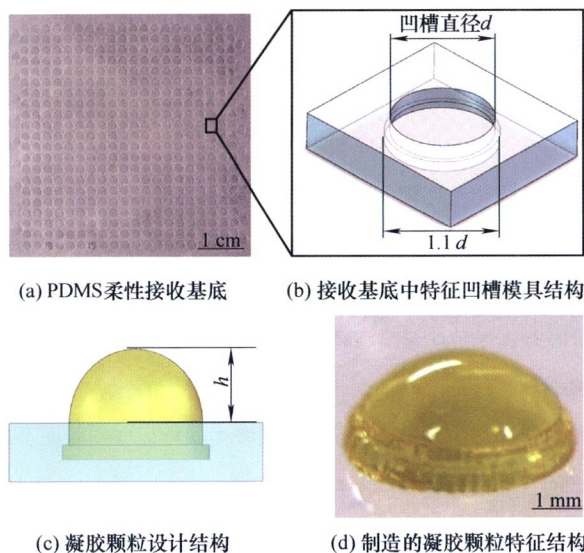 凹槽直径d
1 cm
1.1 d
(a) PDMS柔性接收基底
(b) 接收基底中特征凹槽模具结构
h
1 mm
(c) 凝胶颗粒设计结构
(d) 制造的凝胶颗粒特征结构